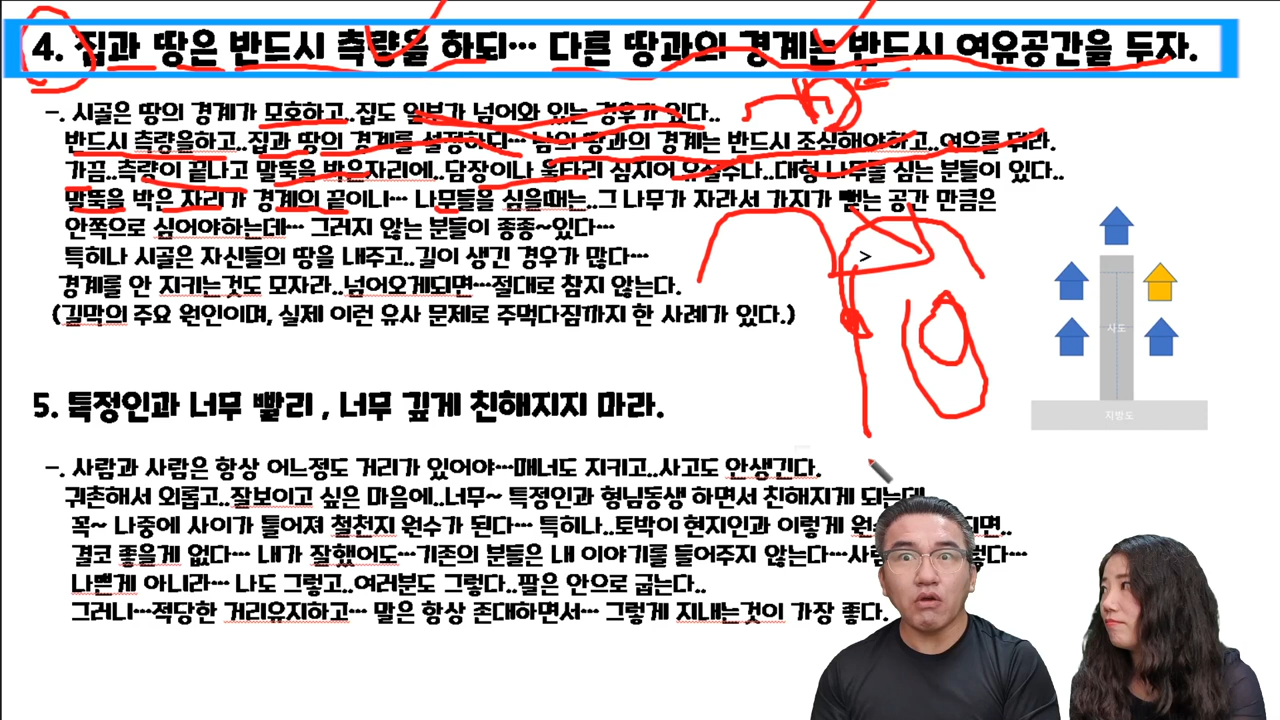 4. 집과 땅은 반드시 측량을 하되… 다른 땅과의 경계는 반드시 여유공간을 두자.
-. 시골은 땅의 경계가 모호하고..집도 일부가 넘어와 있는 경우가 있다..
반드시 측량을하고..집과 땅의 경계를 설정하되… 남의 땅과의 경계는 반드시 조심해야하고..여유를 둬라.
가끔..측량이 끝나고 말뚝을 박은자리에..담장이나 울타리 심지어 유실수나..대형 나무를 심는 분들이 있다..
말뚝을 박은 자리가 경계의 끝이니… 나무들을 심을때는..그 나무가 자라서 가지가 뻗는 공간 만큼은
안쪽으로 심어야하는데… 그러지 않는 분들이 종종~있다…
특히나 시골은 자신들의 땅을 내주고..길이 생긴 경우가 많다…
경계를 안 지키는것도 모자라..넘어오게되면…절대로 참지 않는다.
(길막의 주요 원인이며, 실제 이런 유사 문제로 주먹다짐까지 한 사례가 있다.)
>
사도
지방도
5. 특정인과 너무 빨리 , 너무 깊게 친해지지 마라.
-. 사람과 사람은 항상 어느정도 거리가 있어야…매너도 지키고..사고도 안생긴다.
귀촌해서 외롭고..잘보이고 싶은 마음에..너무~ 특정인과 형님동생 하면서 친해지게 되는데
꼭~ 나중에 사이가 틀어져 철천지 원수가 된다… 특히나..토박이 현지인과 이렇게 원수 되면..
결코 좋을게 없다… 내가 잘했어도…기존의 분들은 내 이야기를 들어주지 않는다…사람 렇다…
나쁜게 아니라… 나도 그렇고..여러분도 그렇다..팔은 안으로 굽는다..
그러니…적당한 거리유지하고… 말은 항상 존대하면서… 그렇게 지내는것이 가장 좋다.